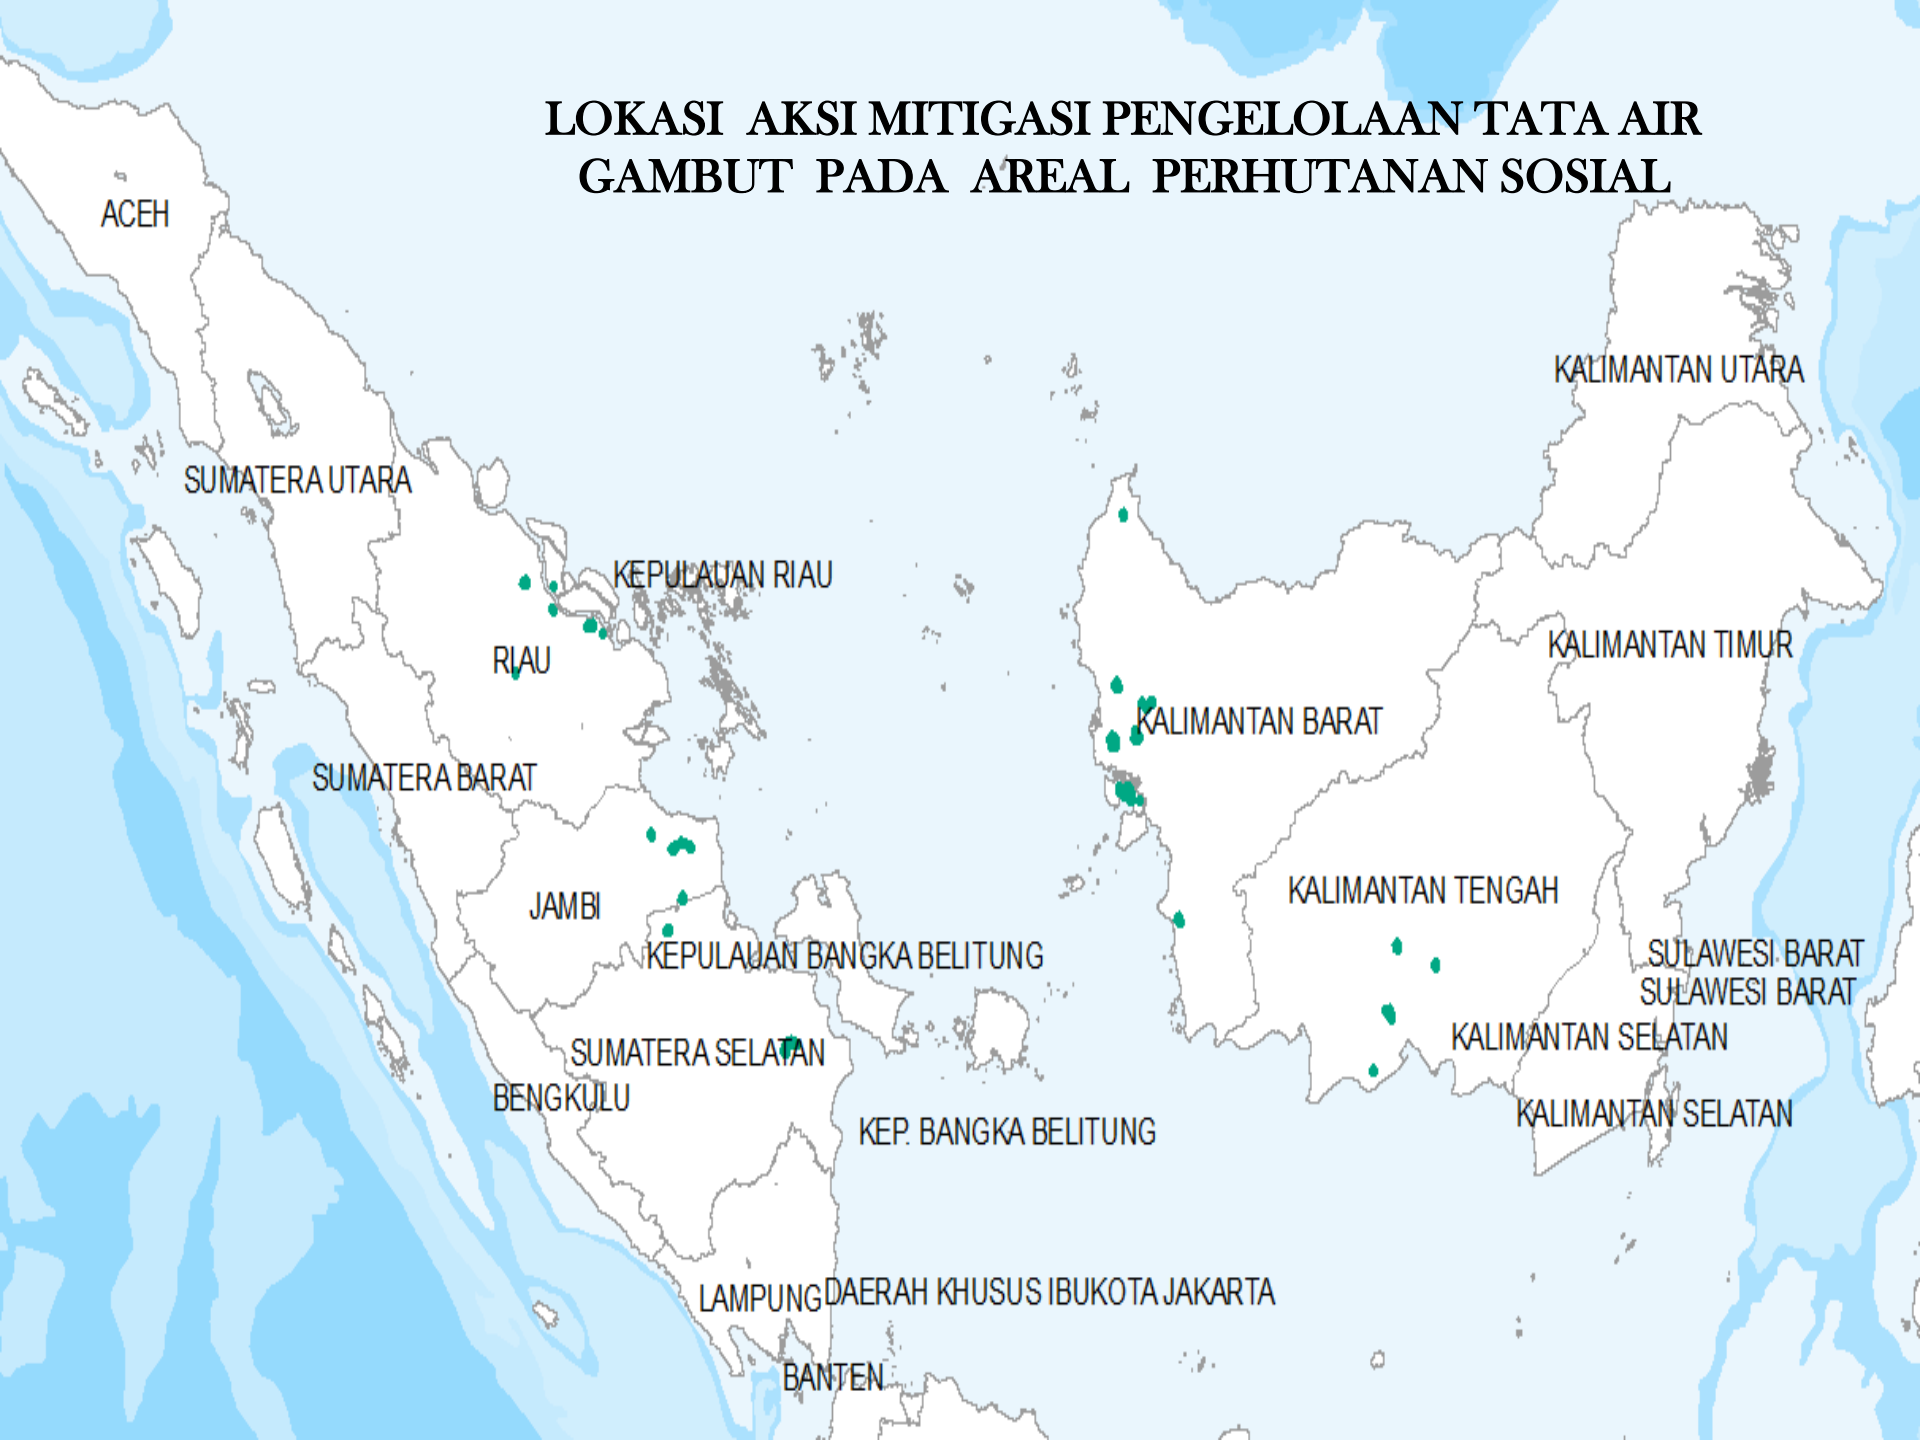 LOKASI AKSI MITIGASI PENGELOLAAN TATA AIR
GAMBUT PADA AREAL PERHUTANAN SOSIAL
ACEH
KALIMANTAN UTARA
SUMATERA UTARA
KEPULAUAN RIAU
RIAU
KALIMANTAN TIMUR
KALIMANTAN BARAT
SUMATERA BARAT
KALIMANTAN TENGAH
JAMBI
KEPULAUAN BANGKA BELITUNG
SULAWESI BARAT
SULAWESI BARAT
KALIMANTAN SELATAN
SUMATERA SELATAN
BENGKULU
KALIMANTAN SELATAN
KEP. BANGKA BELITUNG
LAMPUNG
DAERAH KHUSUS IBUKOTA JAKARTA
BANTEN